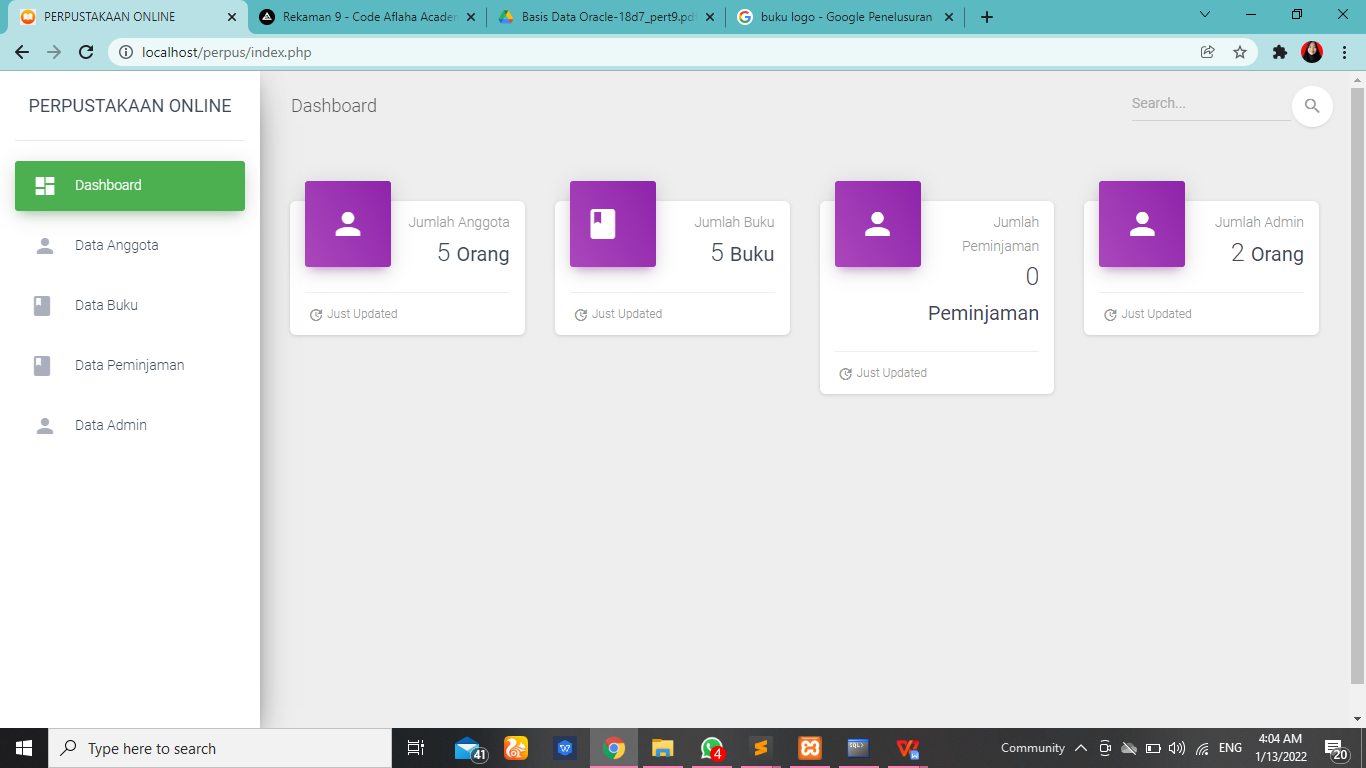 PERPUSTAKAAN ONLINE
Rekaman 9 - Code Aflaha Acader
Basis Data Oracle-18d7_pert9.pd
buku logo - Google Penelusuran
localhost/perpus/index.php
PERPUSTAKAAN ONLINE
Dashboard
Data Anggota
Data Buku
Data Peminjaman
Data Admin
Dashboard
Search...
Jumlah Anggota
5 Orang
Just Updated
Jumlah Buku
5 Buku
Just Updated
Jumlah
Peminjaman
0
Peminjaman
Just Updated
Jumlah Admin
2 Orang
Just Updated
Type here to search
41
4
SQL>
Community
ENG
4:04 AM
1/13/2022
20